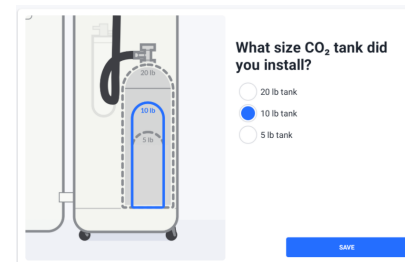 What size CO₂ tank did
you install?
20 lb
10 lb
5 lb
20 lb tank
10 lb tank
5 lb tank
SAVE